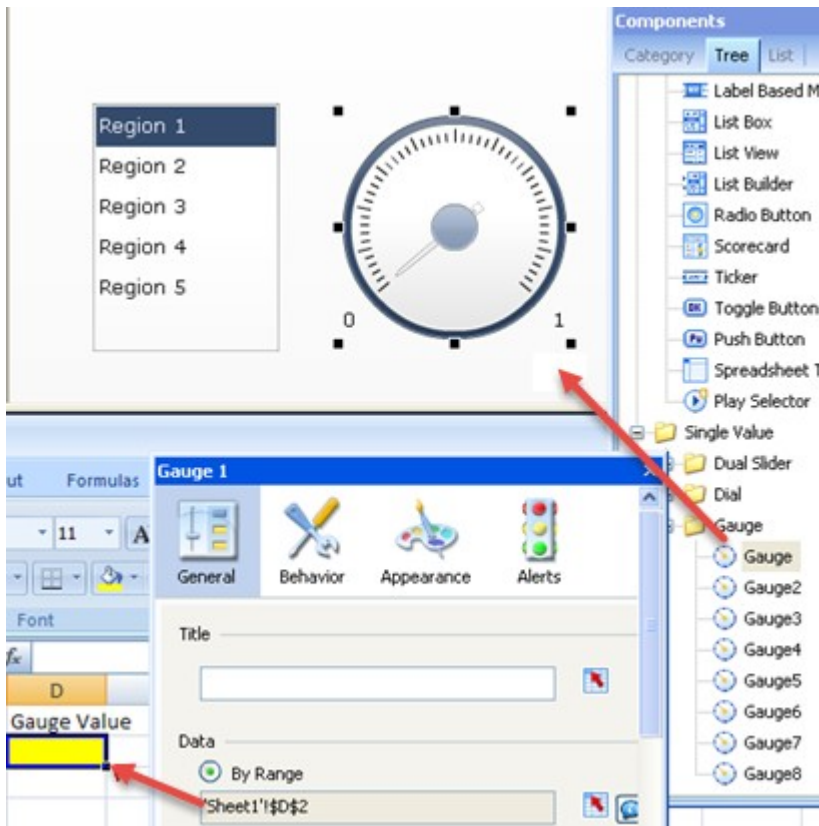 Components
Category Tree List
Label Based M
List Box
List View
List Builder
Radio Button
Scorecard
Ticker
Toggle Button
Push Button
Spreadsheet T
Play Selector
Single Value
Dual Slider
Dial
Gauge
Gauge
Gauge2
Gauge3
Gauge4
Gauge5
Gauge6
Gauge7
Gauge8
Region 1
Region 2
Region 3
Region 4
Region 5
0 1
ut Formulas
11 A
Font
fx
D
Gauge Value
Gauge 1
General Behavior Appearance Alerts
Title
Data
By Range
'Sheet1'!$D$2